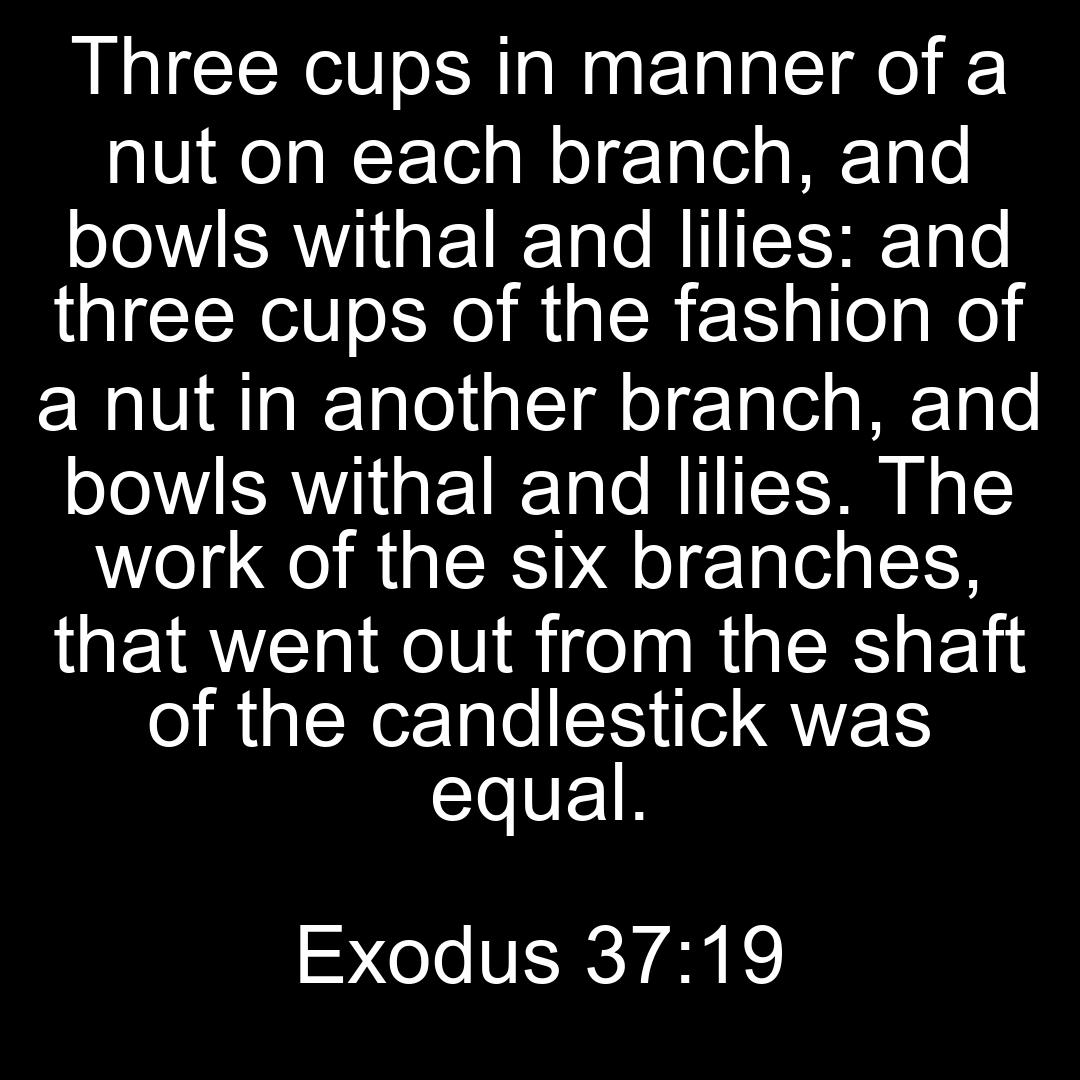 Three cups in manner of a
nut on each branch, and
bowls withal and lilies: and
three cups of the fashion of
a nut in another branch, and
bowls withal and lilies. The
work of the six branches,
that went out from the shaft
of the candlestick was
equal.
Exodus 37:19